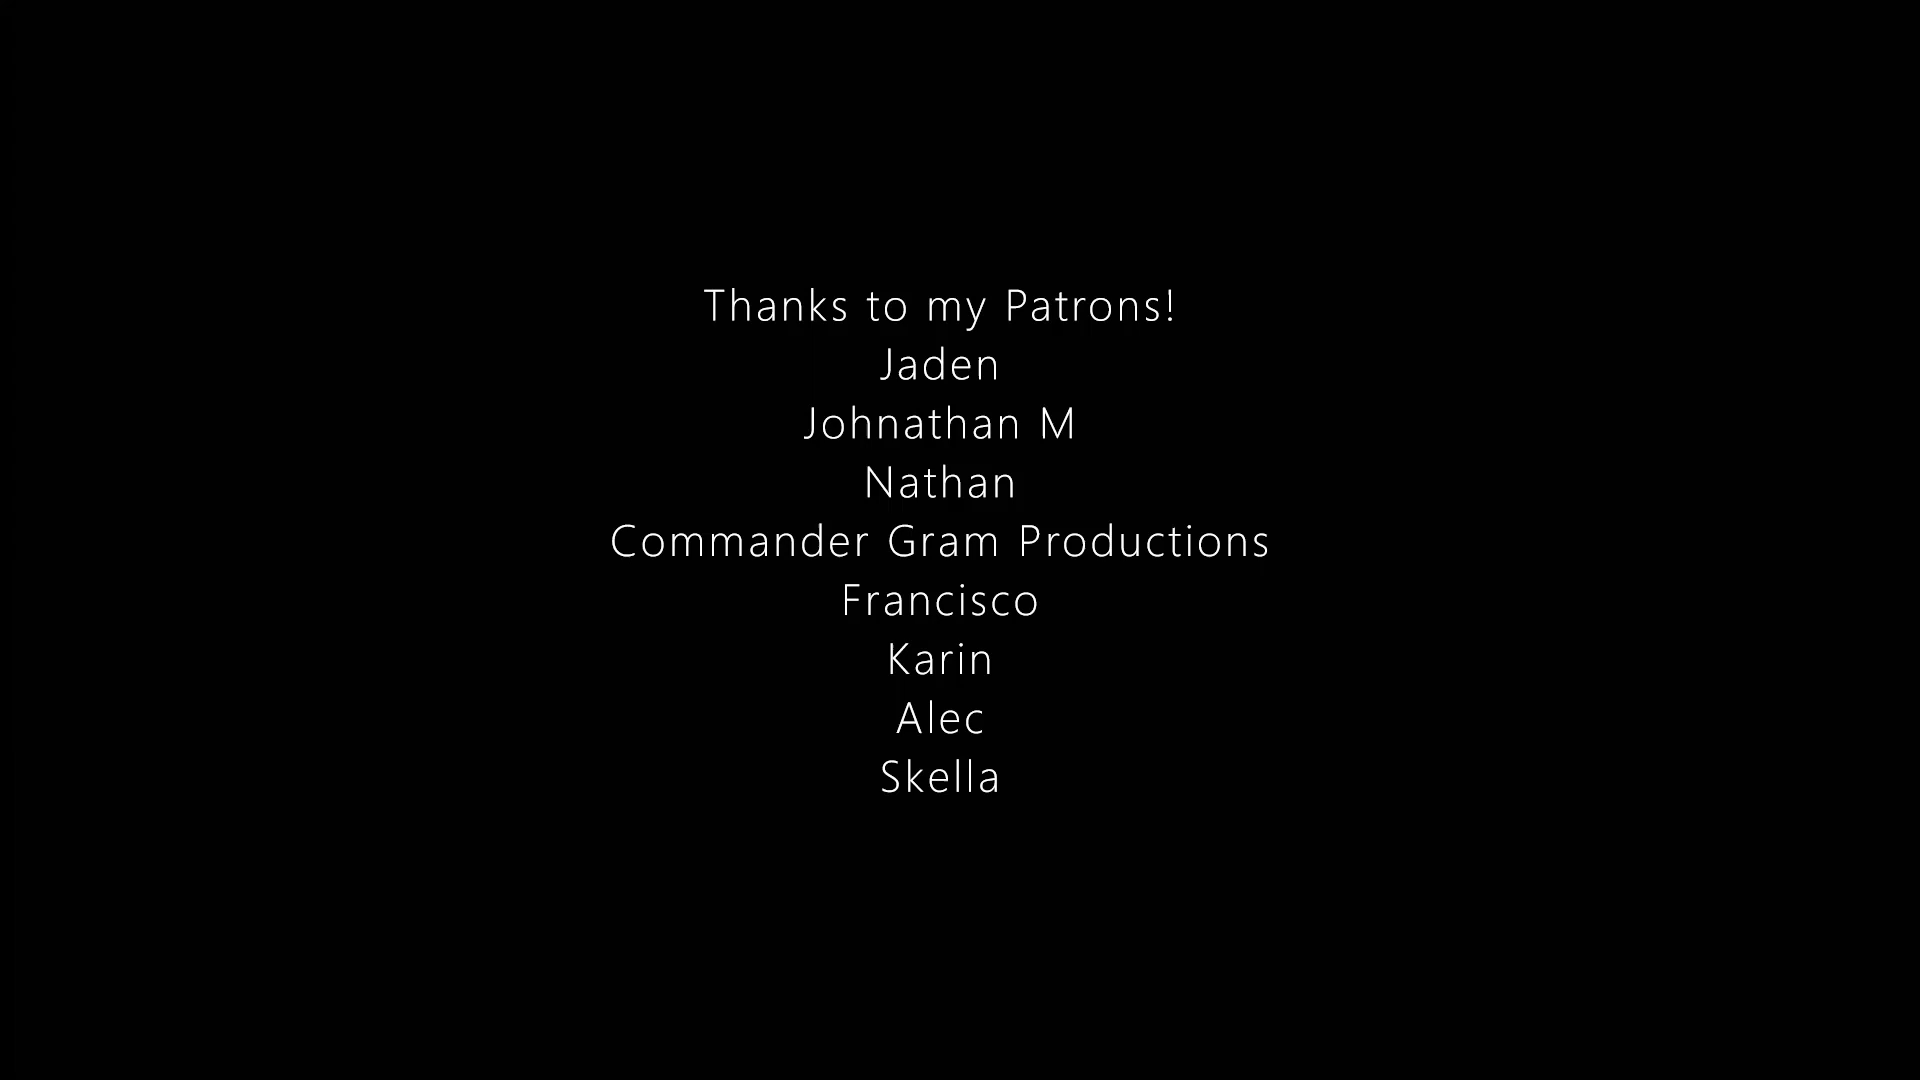 Thanks to my Patrons!
Jaden
Johnathan M
Nathan
Commander Gram Productions
Francisco
Karin
Alec
Skella